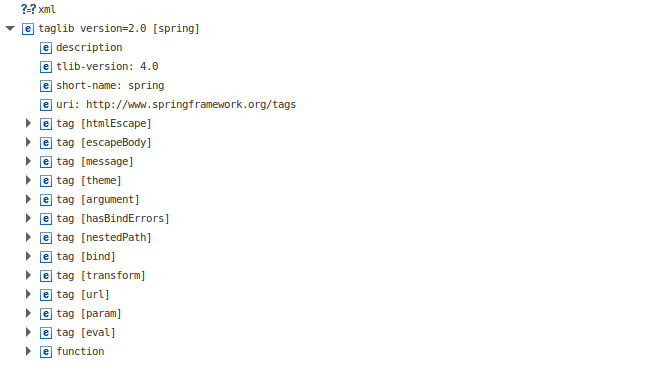 ?=? xml
e taglib version=2.0 [spring]
e description
e tlib-version: 4.0
e short-name: spring
e uri: http://www.springframework.org/tags
e tag [htmlEscape]
e tag [escapeBody]
e tag [message]
e tag [theme]
e tag [argument]
e tag [hasBindErrors]
e tag [nestedPath]
e tag [bind]
e tag [transform]
e tag [url]
e tag [param]
e tag [eval]
e function